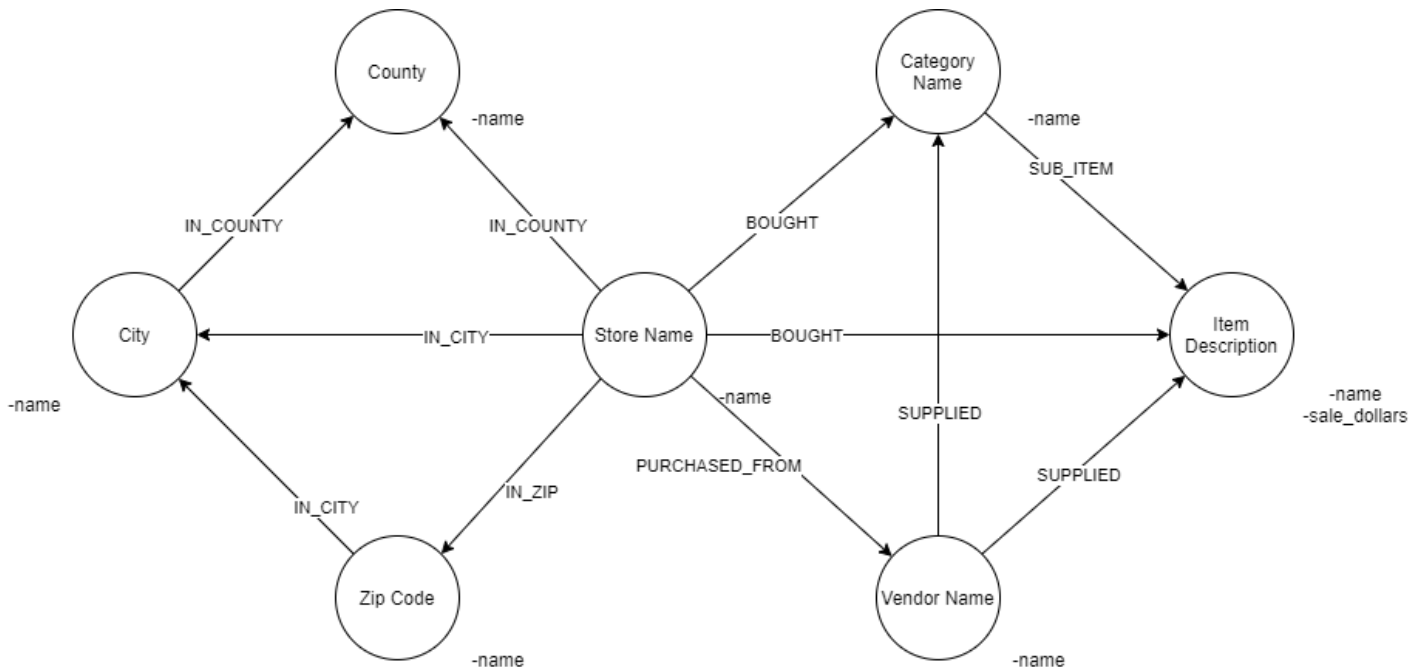 County
Category
Name
-name
-name
SUB_ITEM
IN_COUNTY
IN_COUNTY
BOUGHT
City
IN_CITY
Store Name
BOUGHT
Item
Description
-name
-name
-name
-sale_dollars
SUPPLIED
PURCHASED_FROM
SUPPLIED
IN_ZIP
IN_CITY
Zip Code
Vendor Name
-name
-name